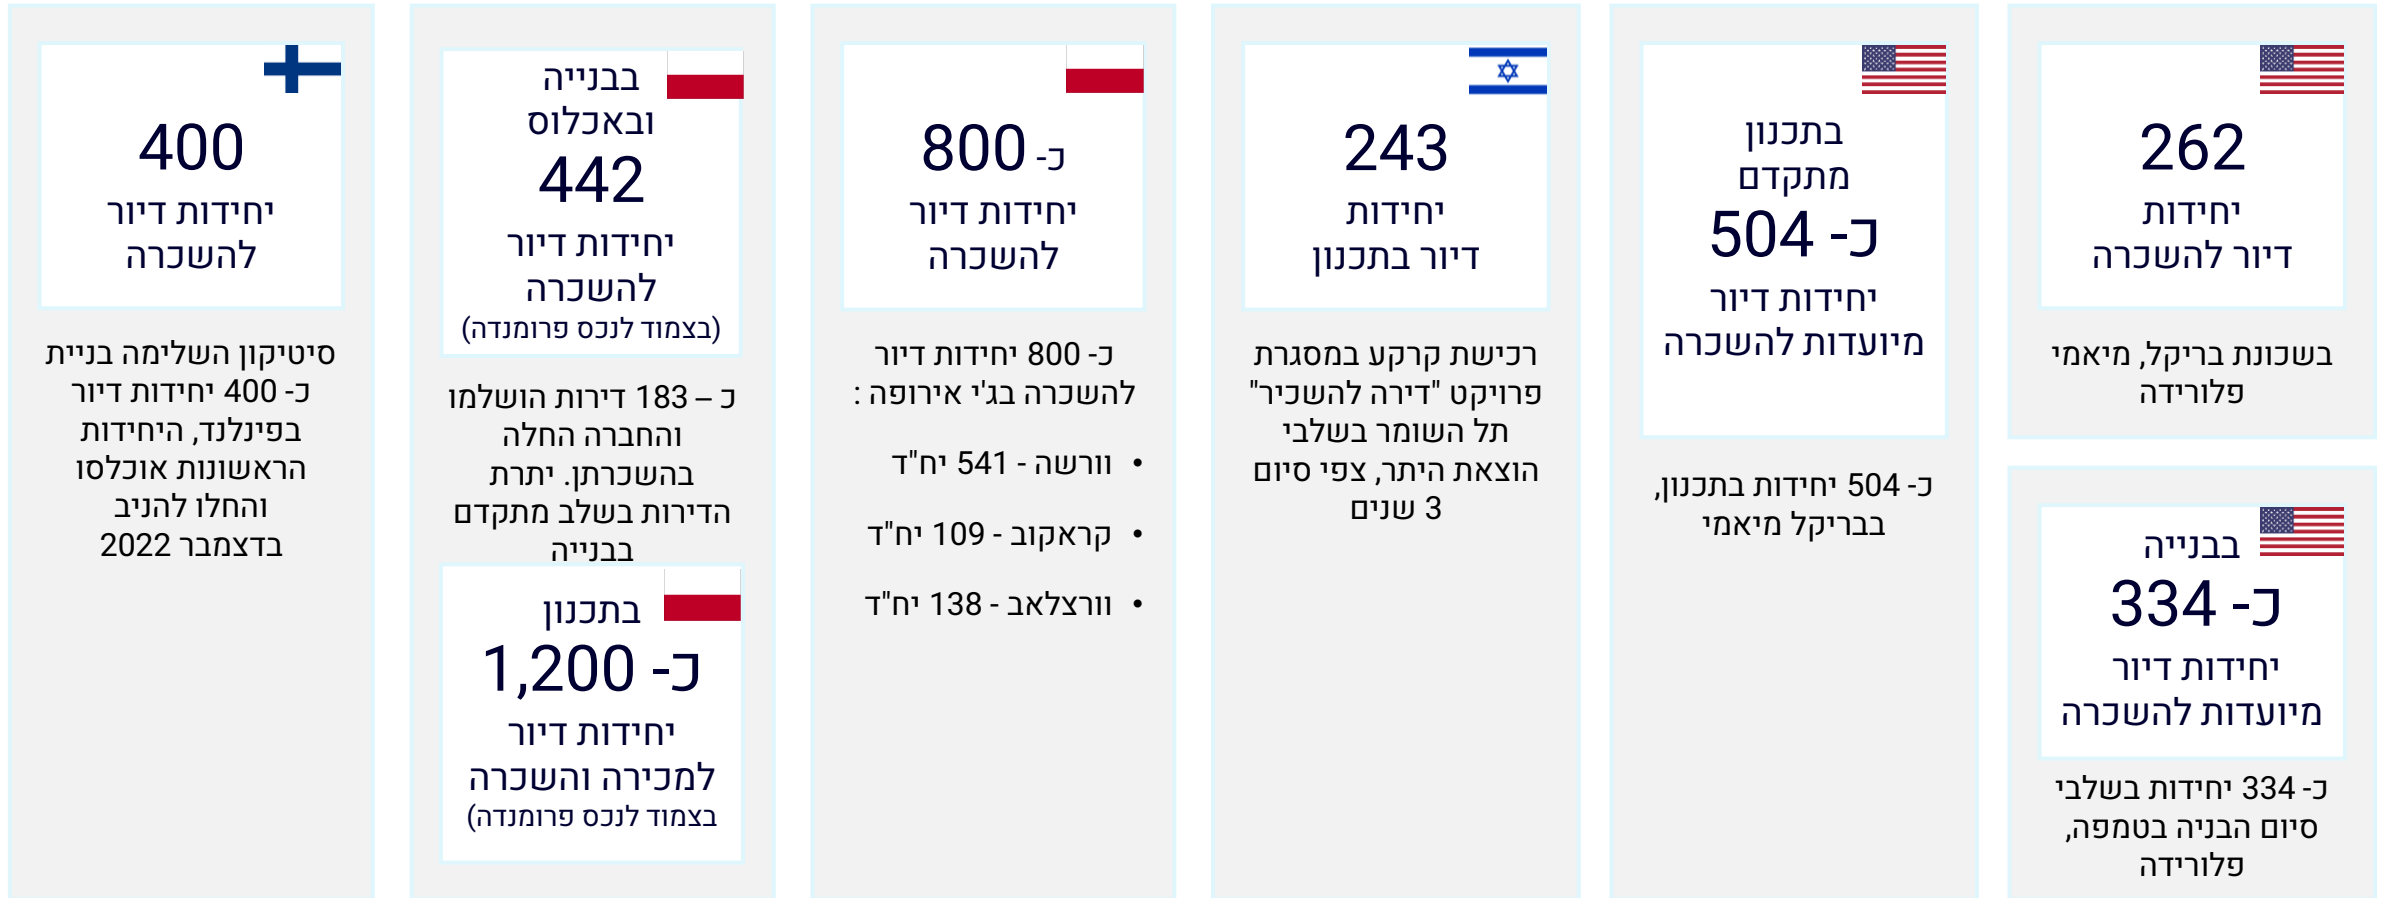 262
יחידות
דיור להשכרה
בשכונת בריקל, מיאמי
פלורידה
בבנייה
כ- 334
יחידות דיור
מיועדות להשכרה
כ- 334 יחידות בשלבי
סיום הבניה בטמפה,
פלורידה
בתכנון
מתקדם
כ- 504
יחידות דיור
מיועדות להשכרה
כ- 504 יחידות בתכנון,
בבריקל מיאמי
243
יחידות
דיור בתכנון
רכישת קרקע במסגרת
פרויקט "דירה להשכיר"
תל השומר בשלבי
הוצאת היתר, צפי סיום
3 שנים
כ- 800
יחידות דיור
להשכרה
כ- 800 יחידות דיור
להשכרה בג'י אירופה :
• וורשה - 541 יח"ד
• קראקוב - 109 יח"ד
• וורצלאב - 138 יח"ד
בבנייה
ובאכלוס
442
יחידות דיור
להשכרה
(בצמוד לנכס פרומנדה)
כ – 183 דירות הושלמו
והחברה החלה
בהשכרתן. יתרת
הדירות בשלב מתקדם
בבנייה
בתכנון
כ- 1,200
יחידות דיור
למכירה והשכרה
בצמוד לנכס פרומנדה)
400
יחידות דיור
להשכרה
סיטיקון השלימה בניית
כ- 400 יחידות דיור
בפינלנד, היחידות
הראשונות אוכלסו
והחלו להניב
בדצמבר 2022